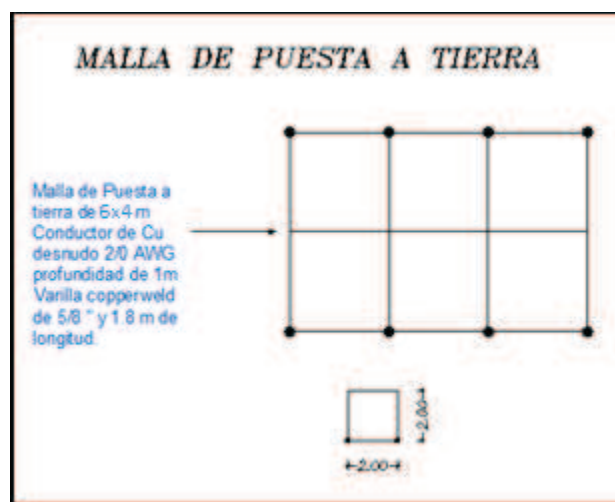 MALLA DE PUESTA A TIERRA
Malla de Puesta a
tierra de 6x4 m
Conductor de Cu
desnudo 2/0 AWG
profundidad de 1m
Varilla copperweld
de 5/8 " y 1.8 m de
longitud.
2.00
2.00